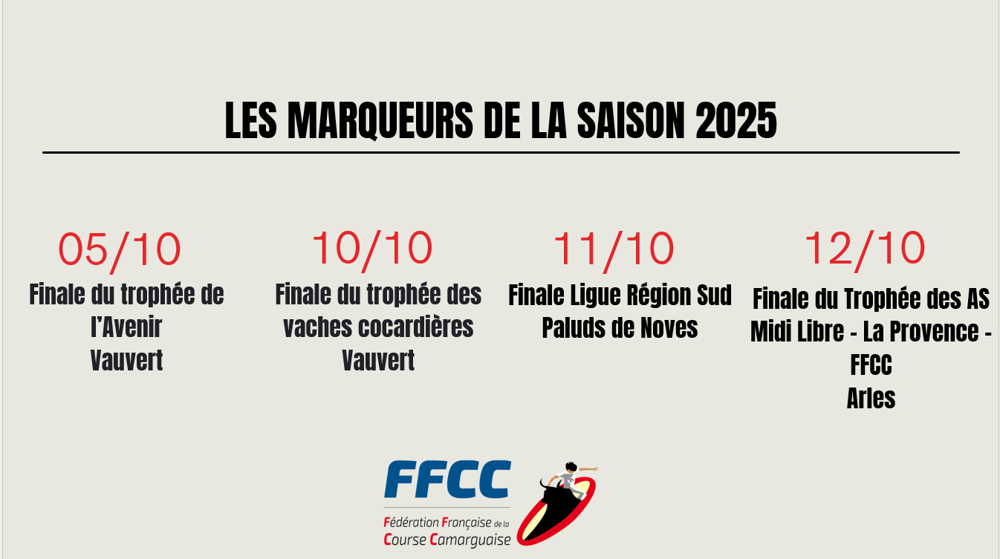 LES MARQUEURS DE LA SAISON 2025
05/10
Finale du trophée de
l’Avenir
Vauvert
10/10
Finale du trophée des
vaches cocardières
Vauvert
11/10
Finale Ligue Région Sud
Paluds de Noves
12/10
Finale du Trophée des AS
Midi Libre - La Provence -
FFCC
Arles
FFCC
Fédération Française de la
Course Camarguaise